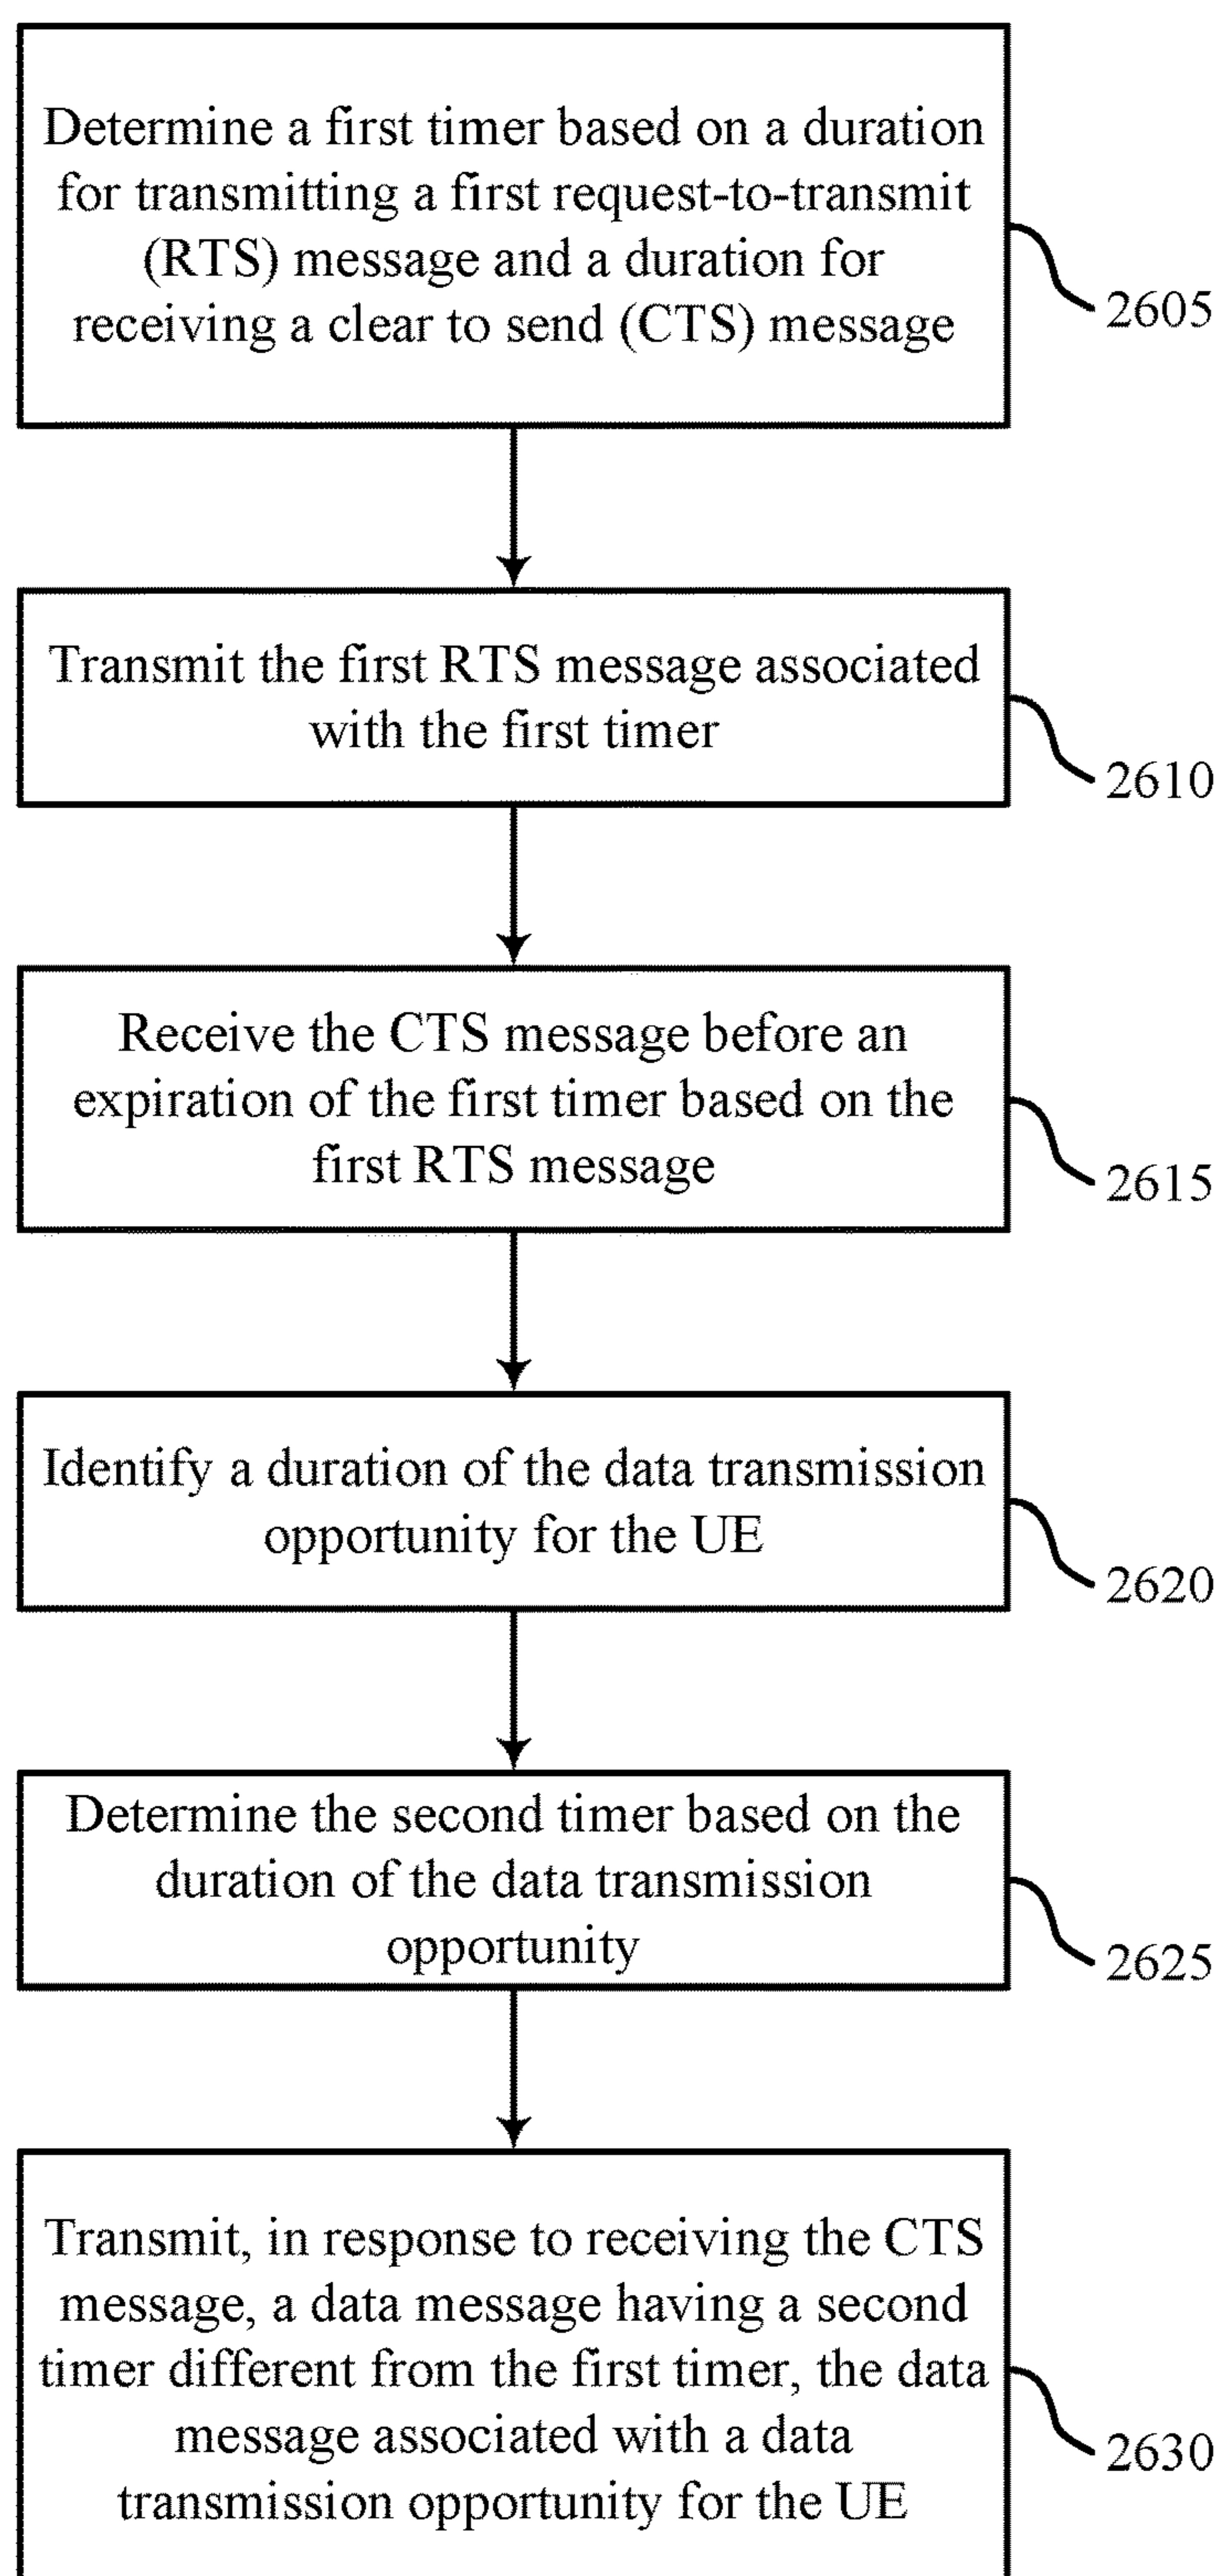 Determine a first timer based on a duration
for transmitting a first request-to-transmit
(RTS) message and a duration for
receiving a clear to send (CTS) message
2605
Transmit the first RTS message associated
with the first timer
2610
Receive the CTS message before an
expiration of the first timer based on the
first RTS message
2615
Identify a duration of the data transmission
opportunity for the UE
2620
Determine the second timer based on the
duration of the data transmission
opportunity
2625
Transmit, in response to receiving the CTS
message, a data message having a second
timer different from the first timer, the data
message associated with a data
transmission opportunity for the UE
2630